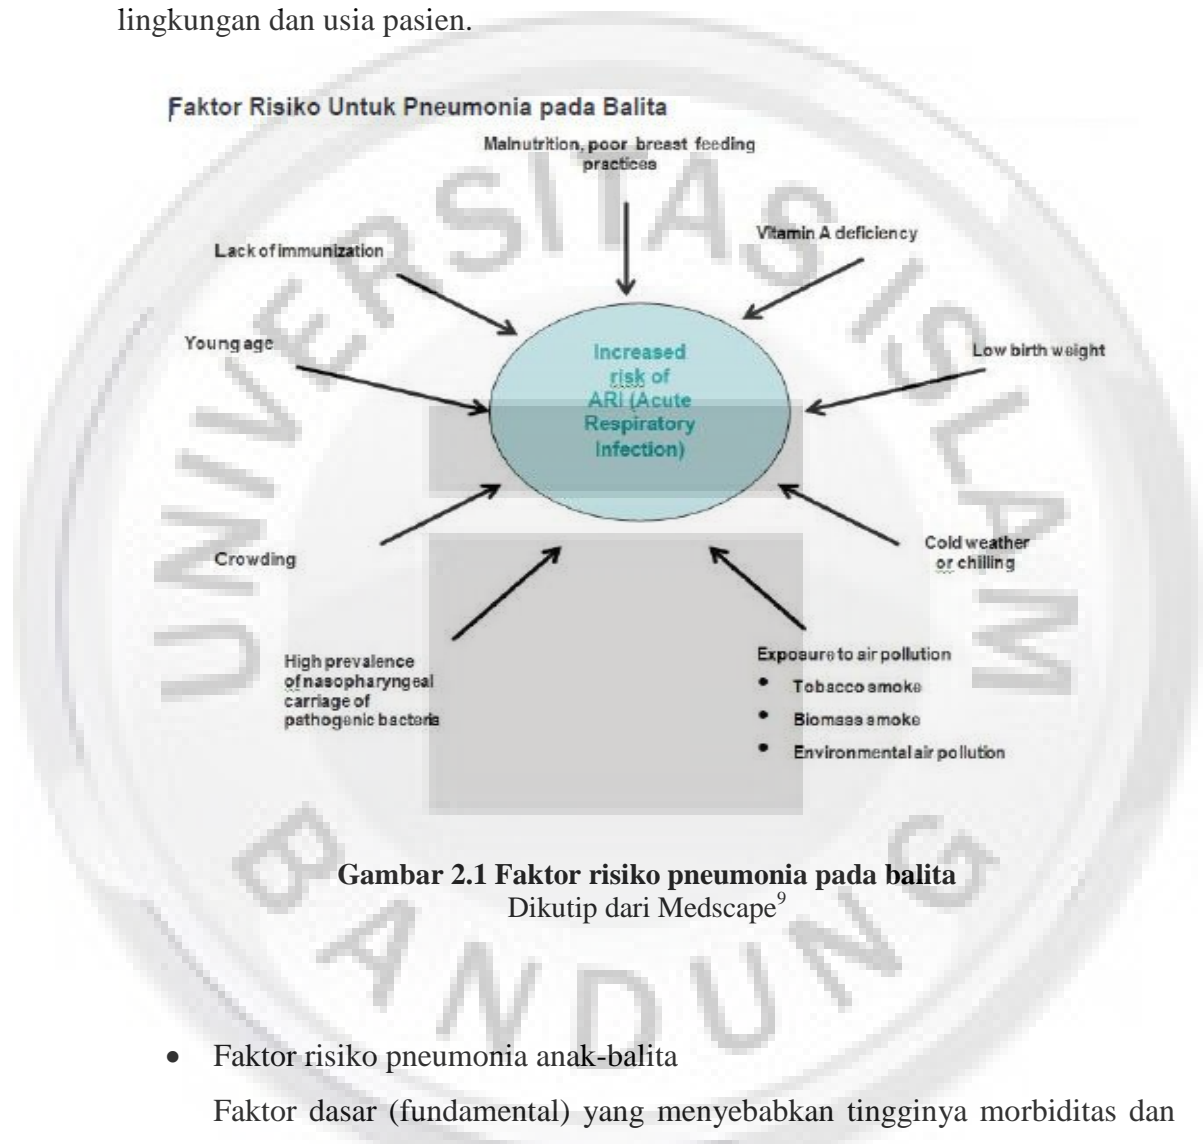 lingkungan dan usia pasien.
Faktor Risiko Untuk Pneumonia pada Balita
Malnutrition, poor breast feeding
practices
Vitamin A deficiency
Lack of immunization
Young age
Low birth weight
Increased
risk of
ARI (Acute
Respiratory
Infection)
Crowding
Cold weather
or chilling
High prevalence
of nasopharyngeal
carriage of
pathogenic bacteria
Exposure to air pollution
• Tobacco smoke
• Biomass smoke
• Environmental air pollution
Gambar 2.1 Faktor risiko pneumonia pada balita
Dikutip dari Medscape9
• Faktor risiko pneumonia anak-balita
Faktor dasar (fundamental) yang menyebabkan tingginya morbiditas dan
UNIVERSITAS ISLAM
BANDUNG